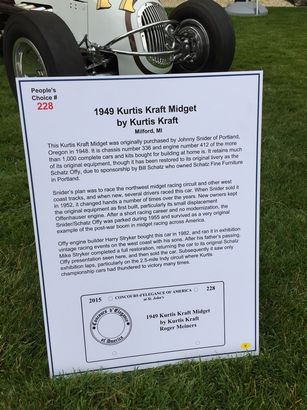 17
People's
Choice #
228
1949 Kurtis Kraft Midget
by Kurtis Kraft
Milford, MI
This Kurtis Kraft Midget was originally purchased by Johnny Snider of Portland,
Oregon in 1948. It is chassis number 336 and engine number 412 of the more
than 1,000 complete cars and kits bought for building at home is. It retains much
of its original equipment, though it has been restored to its original livery as the
Schatz Offy, due to sponsorship by Bill Schatz who owned Schatz Fine Furniture
in Portland.
Snider's plan was to race the northwest midget racing circuit and other west
coast tracks, and when new, several drivers raced this car. When Snider sold it
in 1952, it changed hands a number of times over the years. New owners kept
the original equipment as first built, particularly its small displacement
Offenhauser engine. After a short racing career and no modernization, the
Snider/Schatz Offy was parked during 1955 and survived as a very original
example of the post-war boom in midget racing across America.
Offy engine builder Harry Stryker bought this car in 1982, and ran it in exhibition
vintage racing events on the west coast with his sons. After his father's passing,
Mike Stryker completed a full restoration, returning the car to its original Schatz
Offy presentation seen here, and then sold the car. Subsequently it saw only
exhibition laps, particularly on the 2.5-mile Indy circuit where Kurtis
championship cars had thundered to victory many times.
2015 CONCOURS d'ELEGANCE OF AMERICA 228
at St. John's
Concours d'Elegance
of America
1949 Kurtis Kraft Midget
by Kurtis Kraft
Roger Meiners